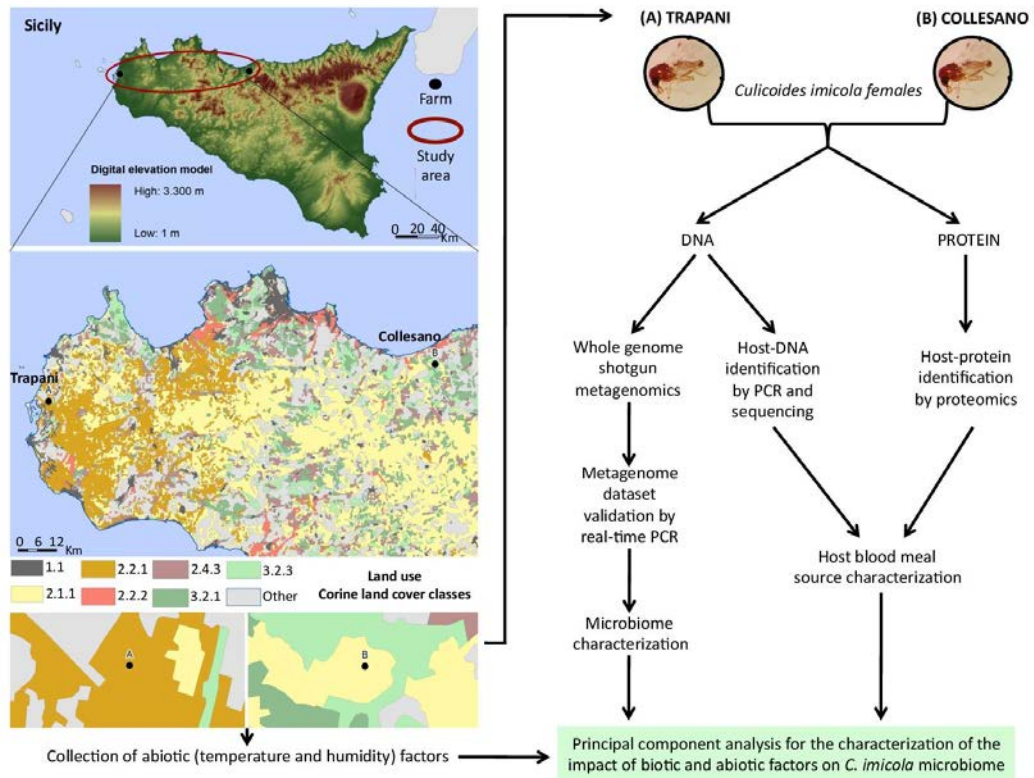 Sicily
Farm
Study
area
Digital elevation model
High: 3.300 m
Low: 1 m
0 20 40
Km
Trapani
A
Collesano
B
0 6 12
Km
1.1
2.2.1
2.4.3
3.2.3
2.1.1
2.2.2
3.2.1
Other
Land use
Corine land cover classes
A
B
Collection of abiotic (temperature and humidity) factors
(A) TRAPANI
(B) COLLESANO
Culicoides imicola females
DNA
PROTEIN
Whole genome
shotgun
metagenomics
Host-DNA
identification
by PCR and
sequencing
Host-protein
identification
by proteomics
Metagenome
dataset
validation by
real-time PCR
Host blood meal
source characterization
Microbiome
characterization
Principal component analysis for the characterization of the
impact of biotic and abiotic factors on C. imicola microbiome